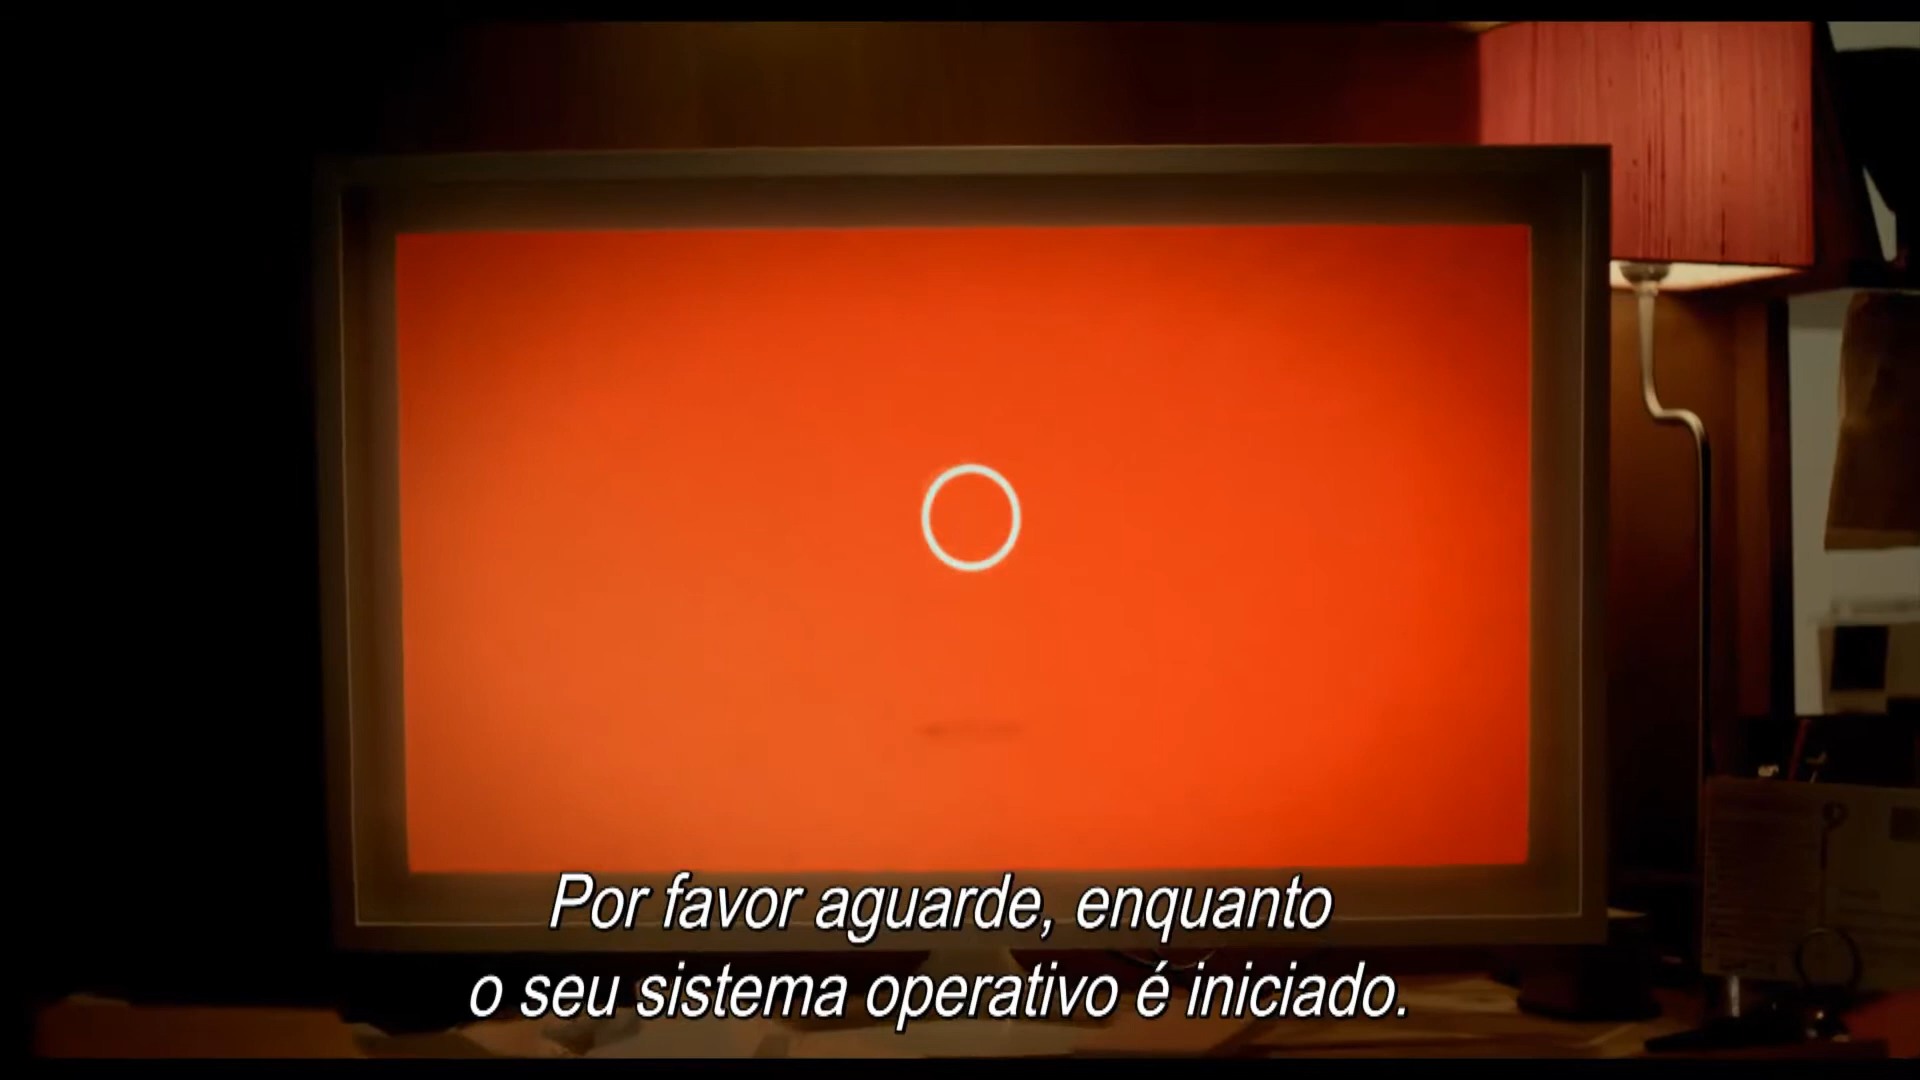 Por favor aguarde, enquanto
o seu sistema operativo é iniciado.